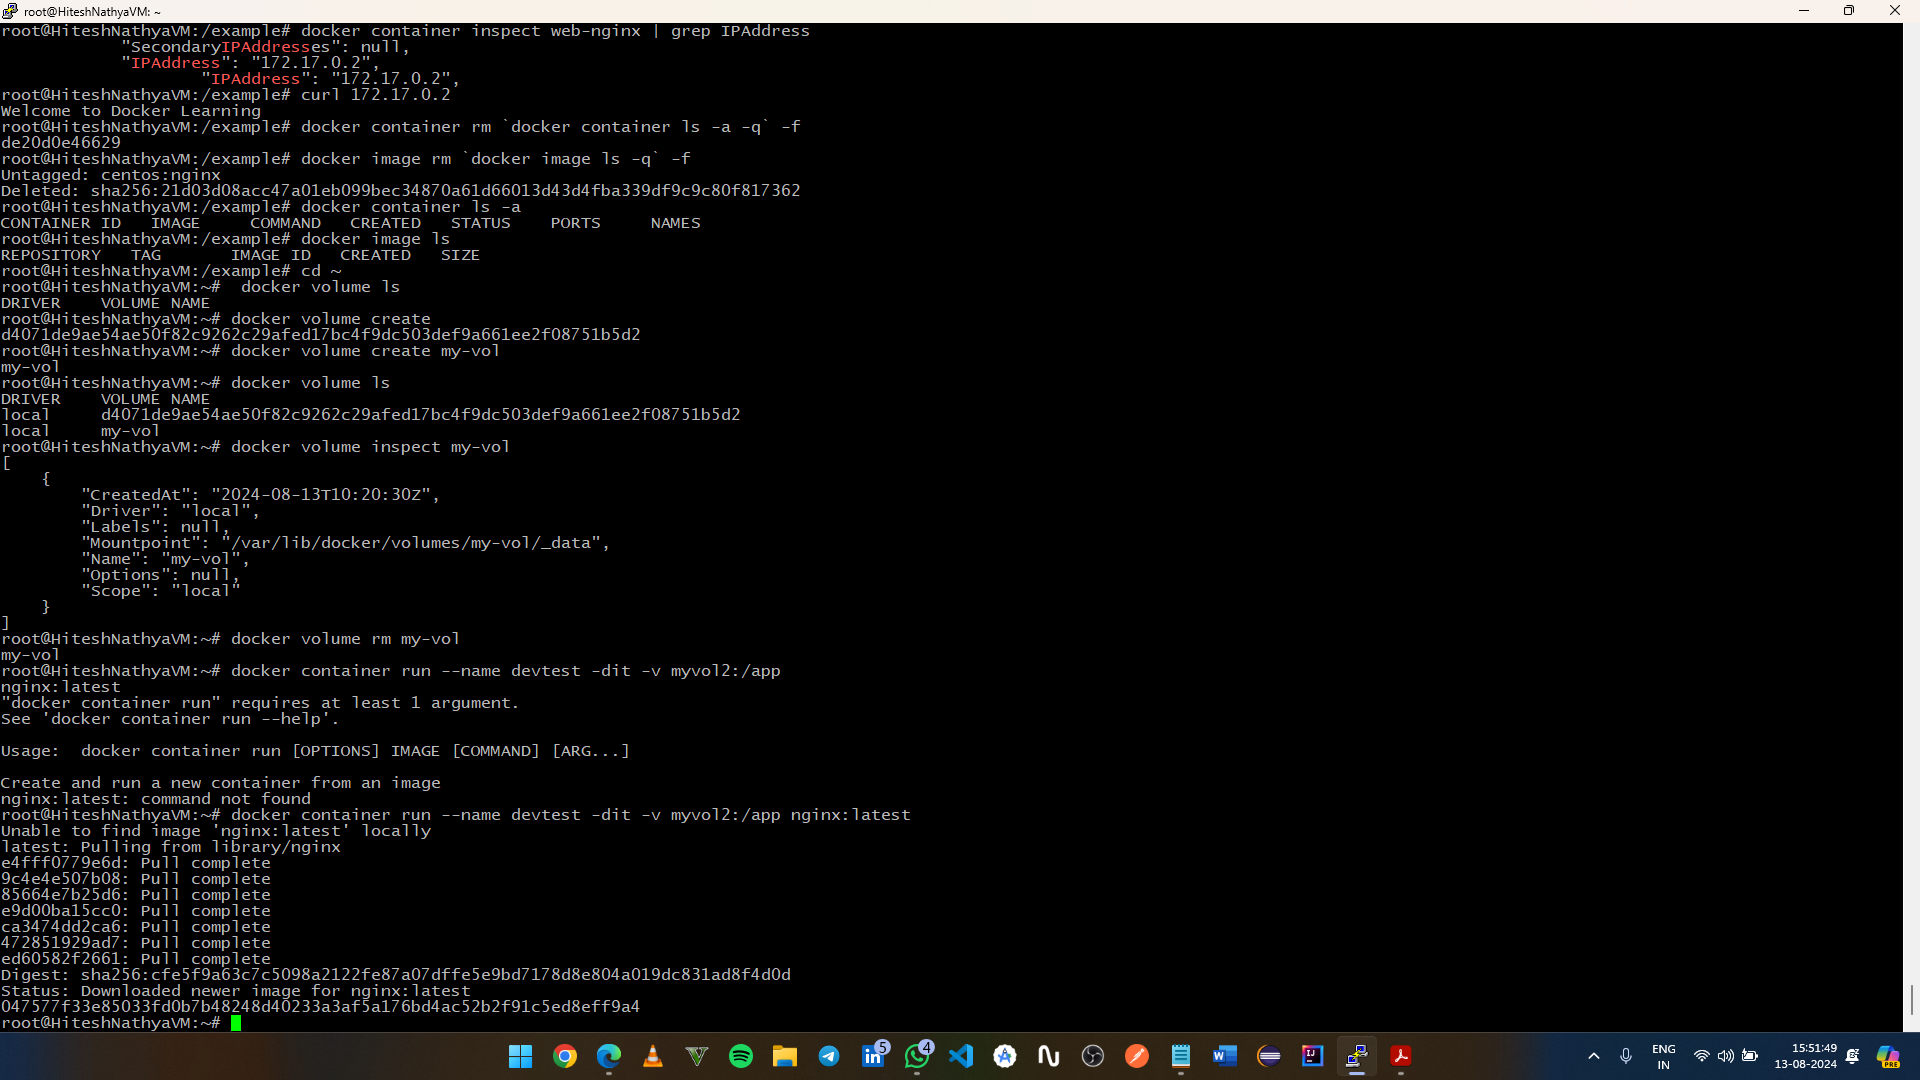 root@HiteshNathyaVM: ~
root@HiteshNathyaVM:/example# docker container inspect web-nginx | grep IPAddress
            "SecondaryIPAddresses": null,
            "IPAddress": "172.17.0.2",
                    "IPAddress": "172.17.0.2",
root@HiteshNathyaVM:/example# curl 172.17.0.2
Welcome to Docker Learning
root@HiteshNathyaVM:/example# docker container rm `docker container ls -a -q` -f
de20d0e46629
root@HiteshNathyaVM:/example# docker image rm `docker image ls -q` -f
Untagged: centos:nginx
Deleted: sha256:21d03d08acc47a01eb099bec34870a61d66013d43d4fba339df9c9c80f817362
root@HiteshNathyaVM:/example# docker container ls -a
CONTAINER ID   IMAGE     COMMAND   CREATED   STATUS    PORTS     NAMES
root@HiteshNathyaVM:/example# docker image ls
REPOSITORY   TAG       IMAGE ID   CREATED   SIZE
root@HiteshNathyaVM:/example# cd ~
root@HiteshNathyaVM:~#  docker volume ls
DRIVER    VOLUME NAME
root@HiteshNathyaVM:~# docker volume create
d4071de9ae54ae50f82c9262c29afed17bc4f9dc503def9a661ee2f08751b5d2
root@HiteshNathyaVM:~# docker volume create my-vol
my-vol
root@HiteshNathyaVM:~# docker volume ls
DRIVER    VOLUME NAME
local     d4071de9ae54ae50f82c9262c29afed17bc4f9dc503def9a661ee2f08751b5d2
local     my-vol
root@HiteshNathyaVM:~# docker volume inspect my-vol
[
    {
        "CreatedAt": "2024-08-13T10:20:30Z",
        "Driver": "local",
        "Labels": null,
        "Mountpoint": "/var/lib/docker/volumes/my-vol/_data",
        "Name": "my-vol",
        "Options": null,
        "Scope": "local"
    }
]
root@HiteshNathyaVM:~# docker volume rm my-vol
my-vol
root@HiteshNathyaVM:~# docker container run --name devtest -dit -v myvol2:/app
nginx:latest
"docker container run" requires at least 1 argument.
See 'docker container run --help'.
Usage:  docker container run [OPTIONS] IMAGE [COMMAND] [ARG...]
Create and run a new container from an image
nginx:latest: command not found
root@HiteshNathyaVM:~# docker container run --name devtest -dit -v myvol2:/app nginx:latest
Unable to find image 'nginx:latest' locally
latest: Pulling from library/nginx
e4fff0779e6d: Pull complete
9c4e4e507b08: Pull complete
85664e7b25d6: Pull complete
e9d00ba15cc0: Pull complete
ca3474dd2ca6: Pull complete
472851929ad7: Pull complete
ed60582f2661: Pull complete
Digest: sha256:cfe5f9a63c7c5098a2122fe87a07dffe5e9bd7178d8e804a019dc831ad8f4d0d
Status: Downloaded newer image for nginx:latest
047577f33e85033fd0b7b48248d40233a3af5a176bd4ac52b2f91c5ed8eff9a4
root@HiteshNathyaVM:~#
5
4
ENG
IN
15:51:49
13-08-2024
PRE